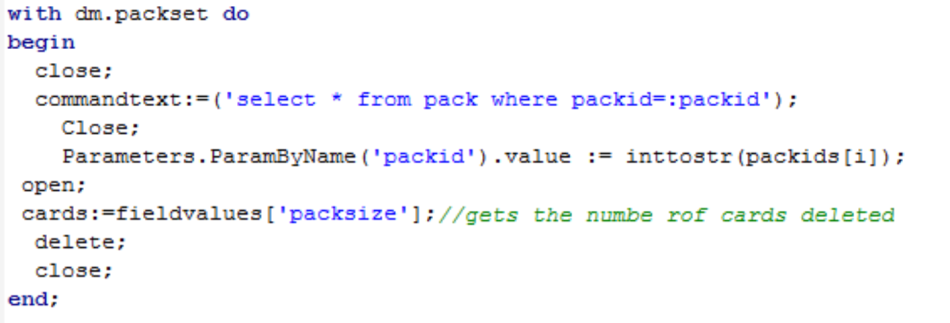 with dm.packset do
begin
close;
commandtext:=('select * from pack where packid=:packid');
Close;
Parameters.ParamByName('packid').value := inttostr(packids[i]);
open;
cards:=fieldvalues['packsize'];//gets the numbe rof cards deleted
delete;
close;
end;